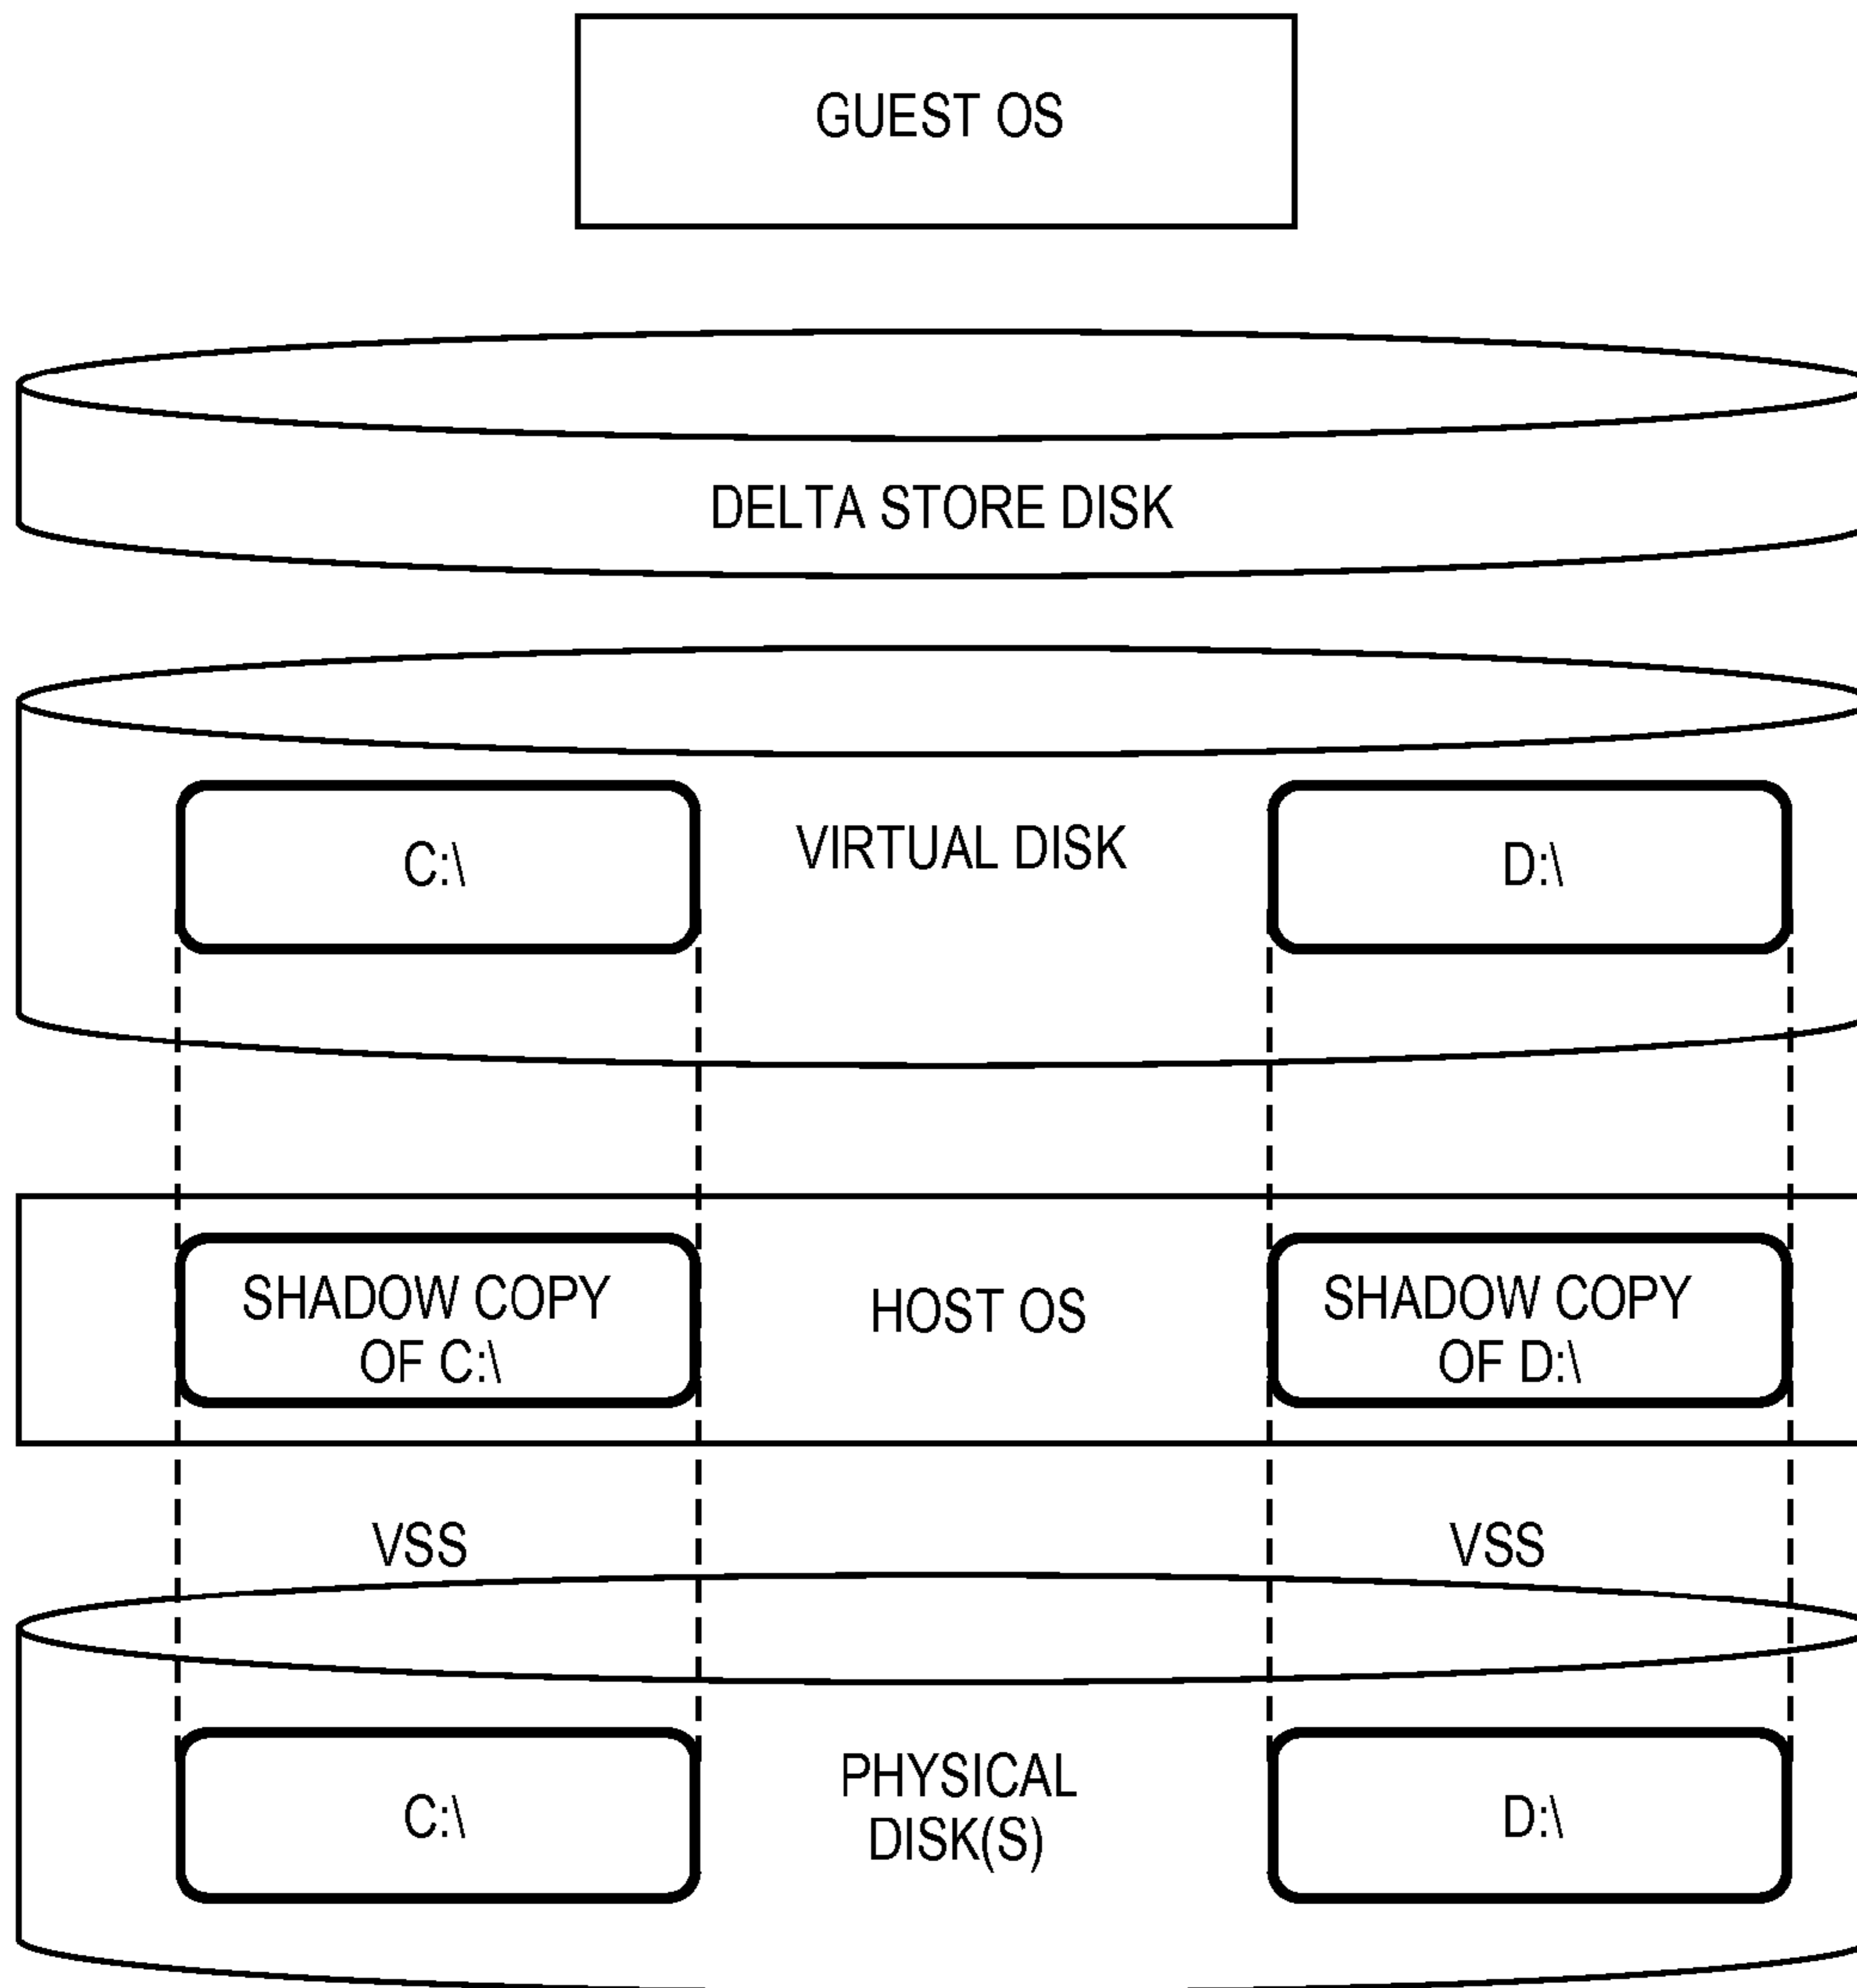 GUEST OS
DELTA STORE DISK
C:\
VIRTUAL DISK
D:\
SHADOW COPY
OF C:\
HOST OS
SHADOW COPY
OF D:\
VSS
VSS
C:\
PHYSICAL
DISK(S)
D:\